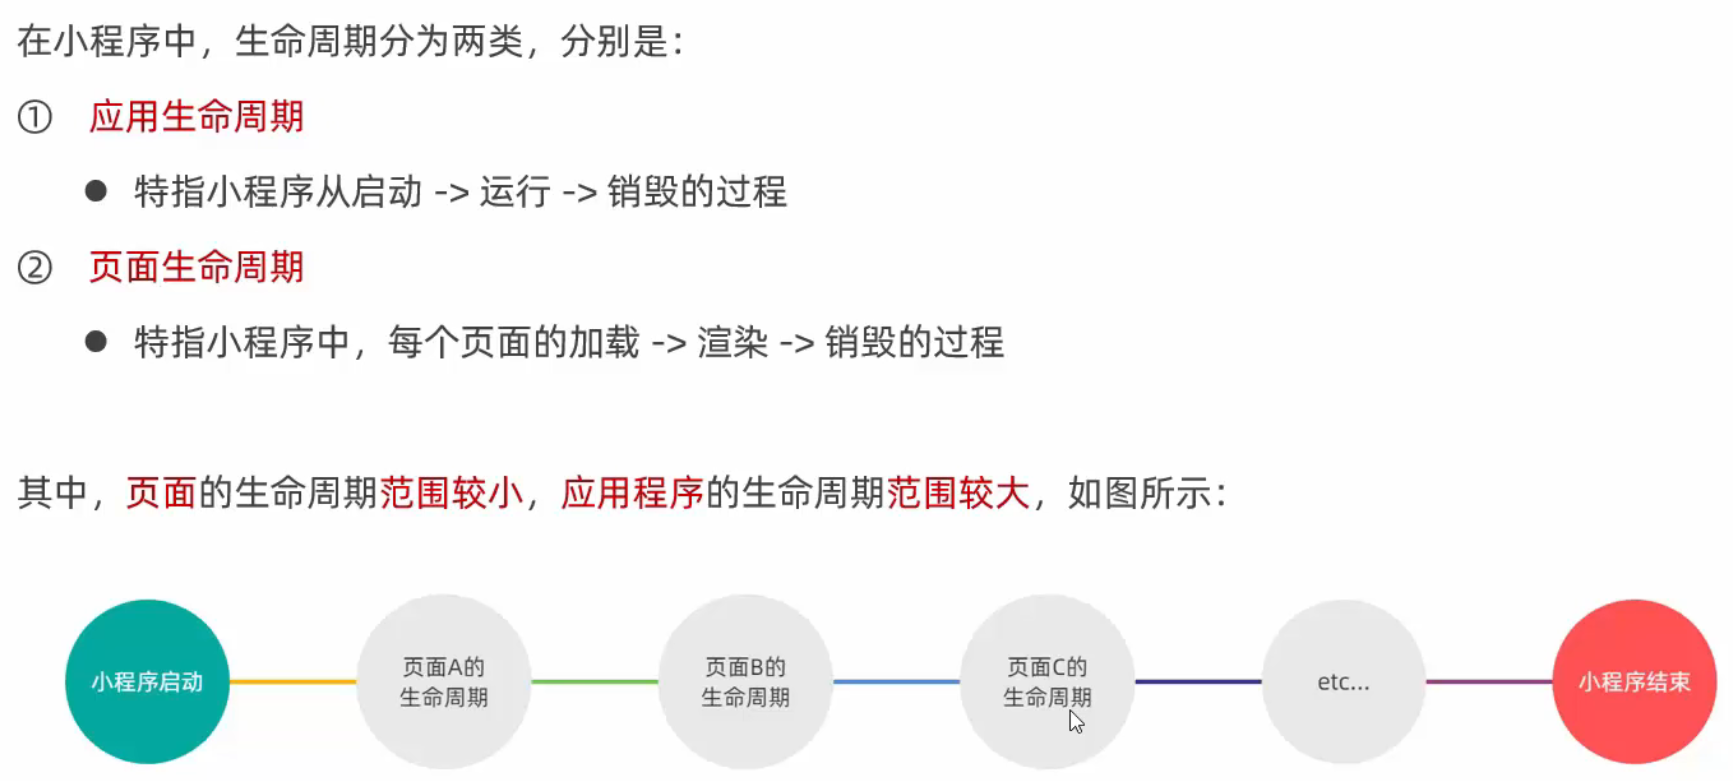 在小程序中，生命周期分为两类，分别是：
① 应用生命周期
● 特指小程序从启动 -> 运行 -> 销毁的过程
② 页面生命周期
● 特指小程序中，每个页面的加载 -> 渲染 -> 销毁的过程
其中，页面的生命周期范围较小，应用程序的生命周期范围较大，如图所示：
小程序启动
页面A的
生命周期
页面B的
生命周期
页面C的
生命周期
etc...
小程序结束